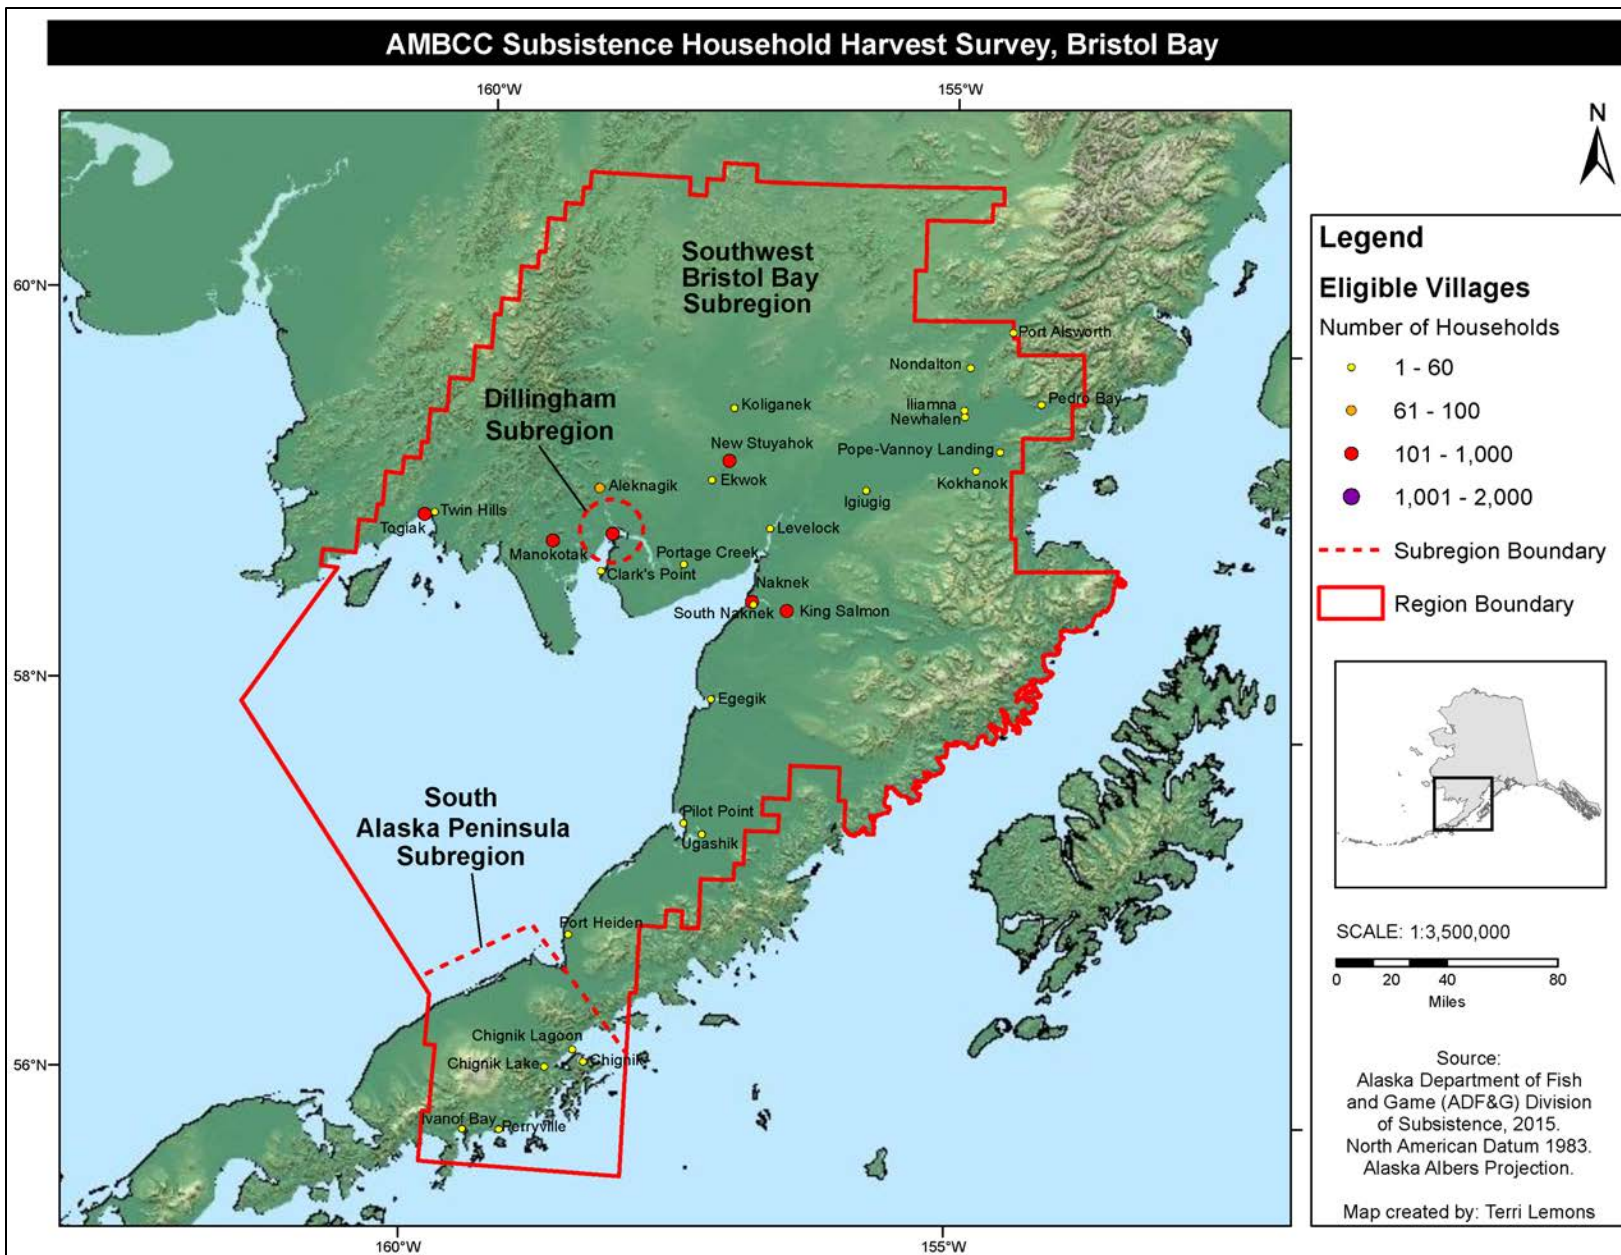 AMBCC Subsistence Household Harvest Survey, Bristol Bay
160°W
155°W
N
60°N
58°N
56°N
160°W
155°W
Southwest
Bristol Bay
Subregion
Port Alsworth
Nondalton
Iliamna
Newhalen
Pedro Bay
Koliganek
Dillingham
Subregion
New Stuyahok
Pope-Vannoy Landing
Kokhanok
Ekwok
Aleknagik
Igiugig
Twin Hills
Togiak
Levelock
Manokotak
Portage Creek
Clark's Point
Naknek
South Naknek
King Salmon
Egegik
Pilot Point
Ugashik
South
Alaska Peninsula
Subregion
Port Heiden
Chignik Lagoon
Chignik Lake
Chignik
Ivanof Bay
Perryville
Legend
Eligible Villages
Number of Households
1 - 60
61 - 100
101 - 1,000
1,001 - 2,000
Subregion Boundary
Region Boundary
SCALE: 1:3,500,000
0 20 40 80
Miles
Source:
Alaska Department of Fish
and Game (ADF&G) Division
of Subsistence, 2015.
North American Datum 1983.
Alaska Albers Projection.
Map created by: Terri Lemons